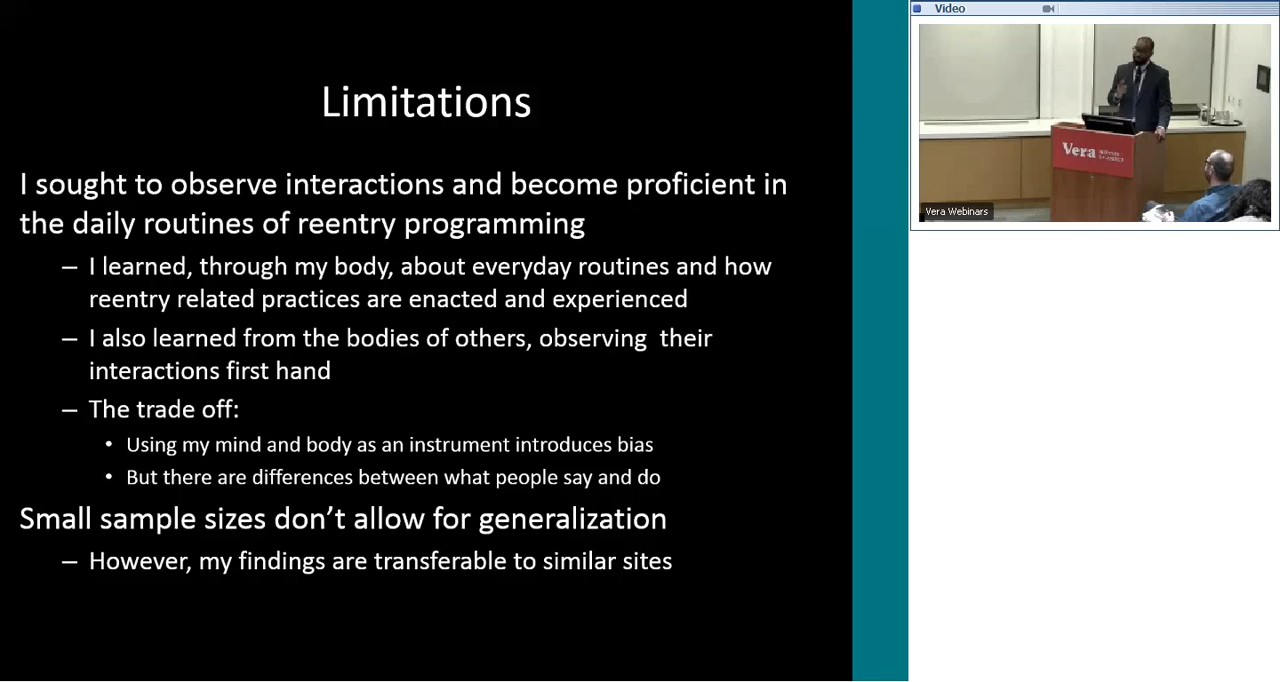 Limitations
I sought to observe interactions and become proficient in
the daily routines of reentry programming
– I learned, through my body, about everyday routines and how
reentry related practices are enacted and experienced
– I also learned from the bodies of others, observing  their
interactions first hand
– The trade off:
• Using my mind and body as an instrument introduces bias
• But there are differences between what people say and do
Small sample sizes don’t allow for generalization
– However, my findings are transferable to similar sites
Video
Vera
Vera Webinars